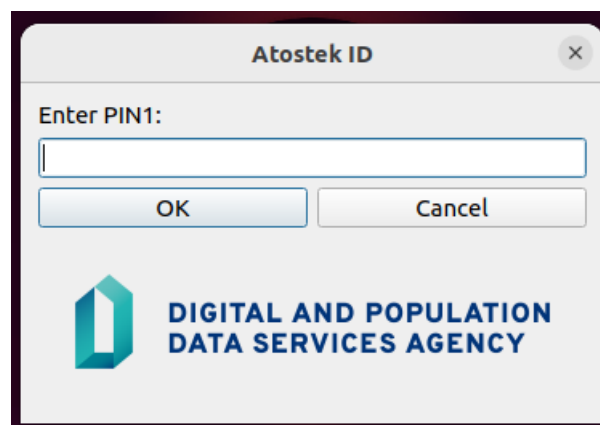 Atostek ID
Enter PIN1:
OK
Cancel
DIGITAL AND POPULATION
DATA SERVICES AGENCY